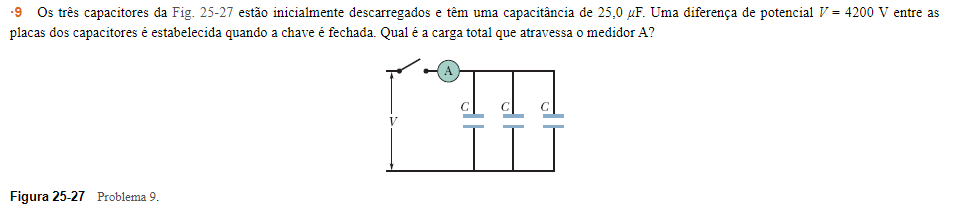 ·9 Os três capacitores da Fig. 25-27 estão inicialmente descarregados e têm uma capacitância de 25,0 μF. Uma diferença de potencial V = 4200 V entre as
placas dos capacitores é estabelecida quando a chave é fechada. Qual é a carga total que atravessa o medidor A?
A
C C C
V
Figura 25-27 Problema 9.